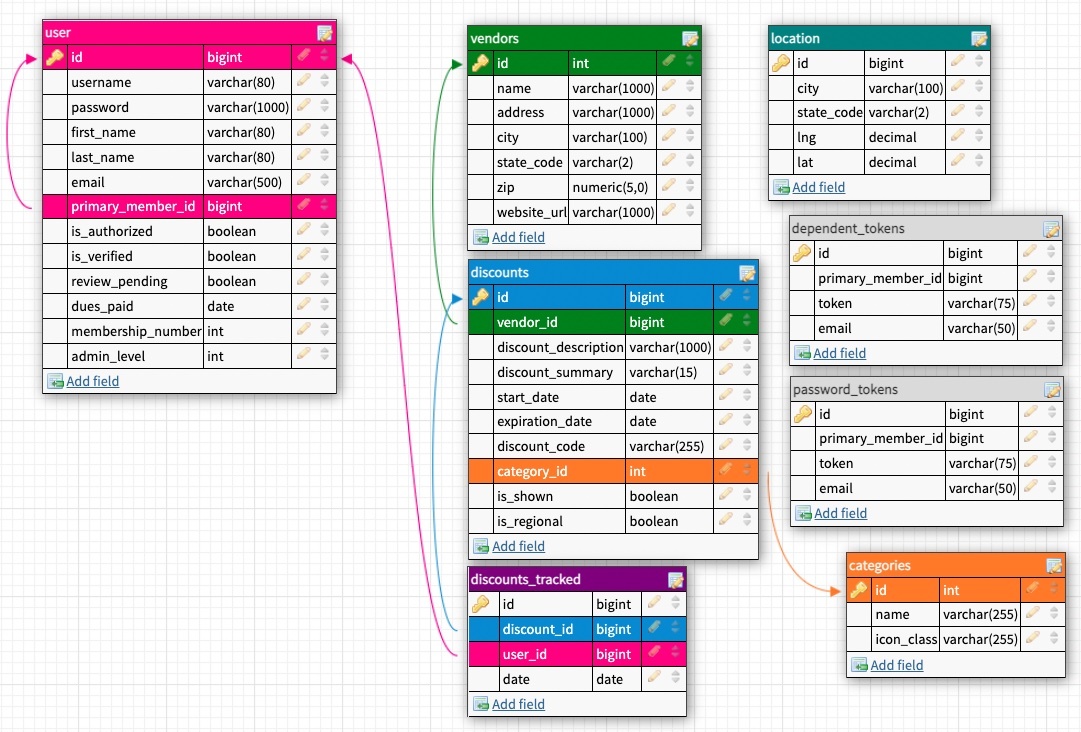 user
id bigint
username varchar(80)
password varchar(1000)
first_name varchar(80)
last_name varchar(80)
email varchar(500)
primary_member_id bigint
is_authorized boolean
is_verified boolean
review_pending boolean
dues_paid date
membership_number int
admin_level int
Add field
vendors
id int
name varchar(1000)
address varchar(1000)
city varchar(100)
state_code varchar(2)
zip numeric(5,0)
website_url varchar(1000)
Add field
discounts
id bigint
vendor_id bigint
discount_description varchar(1000)
discount_summary varchar(15)
start_date date
expiration_date date
discount_code varchar(255)
category_id int
is_shown boolean
is_regional boolean
Add field
discounts_tracked
id bigint
discount_id bigint
user_id bigint
date date
Add field
location
id bigint
city varchar(100)
state_code varchar(2)
lng decimal
lat decimal
Add field
dependent_tokens
id bigint
primary_member_id bigint
token varchar(75)
email varchar(50)
Add field
password_tokens
id bigint
primary_member_id bigint
token varchar(75)
email varchar(50)
Add field
categories
id int
name varchar(255)
icon_class varchar(255)
Add field